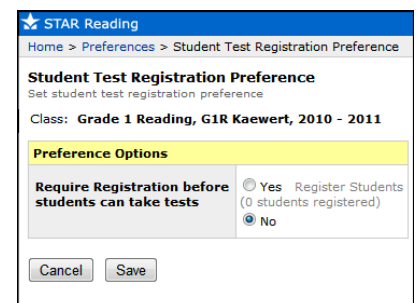 STAR Reading
Home > Preferences > Student Test Registration Preference
Student Test Registration Preference
Set student test registration preference
Class: Grade 1 Reading, G1R Kaewert, 2010 - 2011
Preference Options
Require Registration before students can take tests
Yes Register Students
(0 students registered)
No
Cancel Save